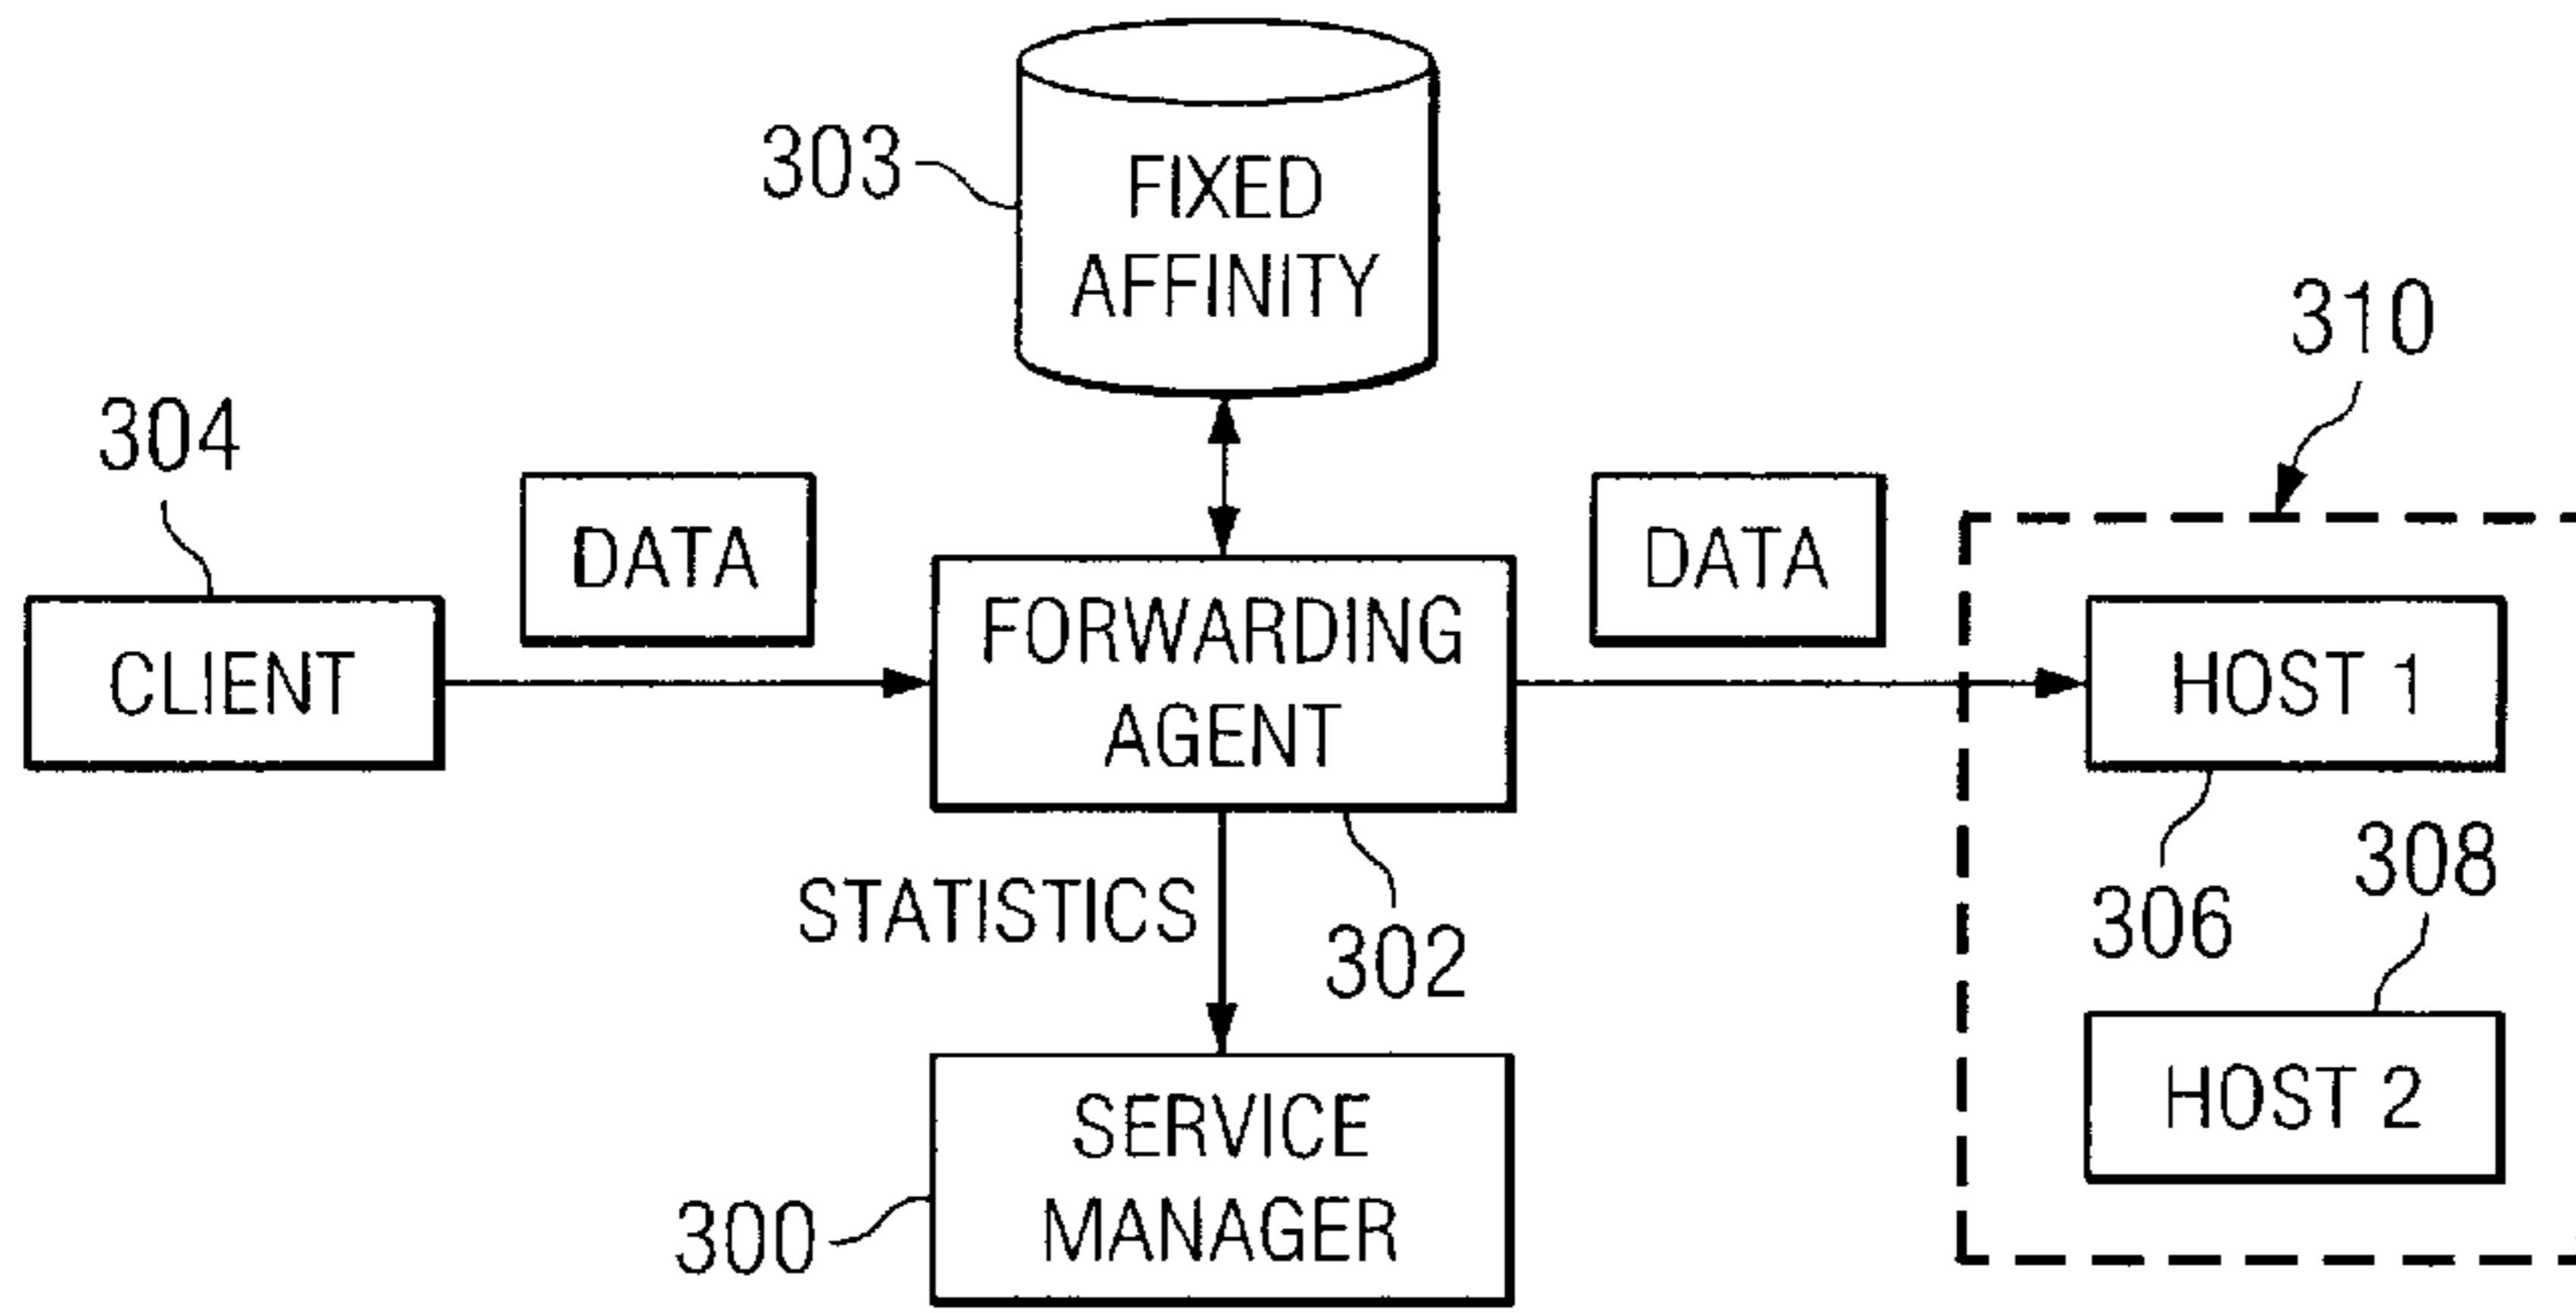 303
FIXED
AFFINITY
310
304
DATA
DATA
CLIENT
FORWARDING
AGENT
HOST 1
STATISTICS
302
306
308
HOST 2
SERVICE
MANAGER
300